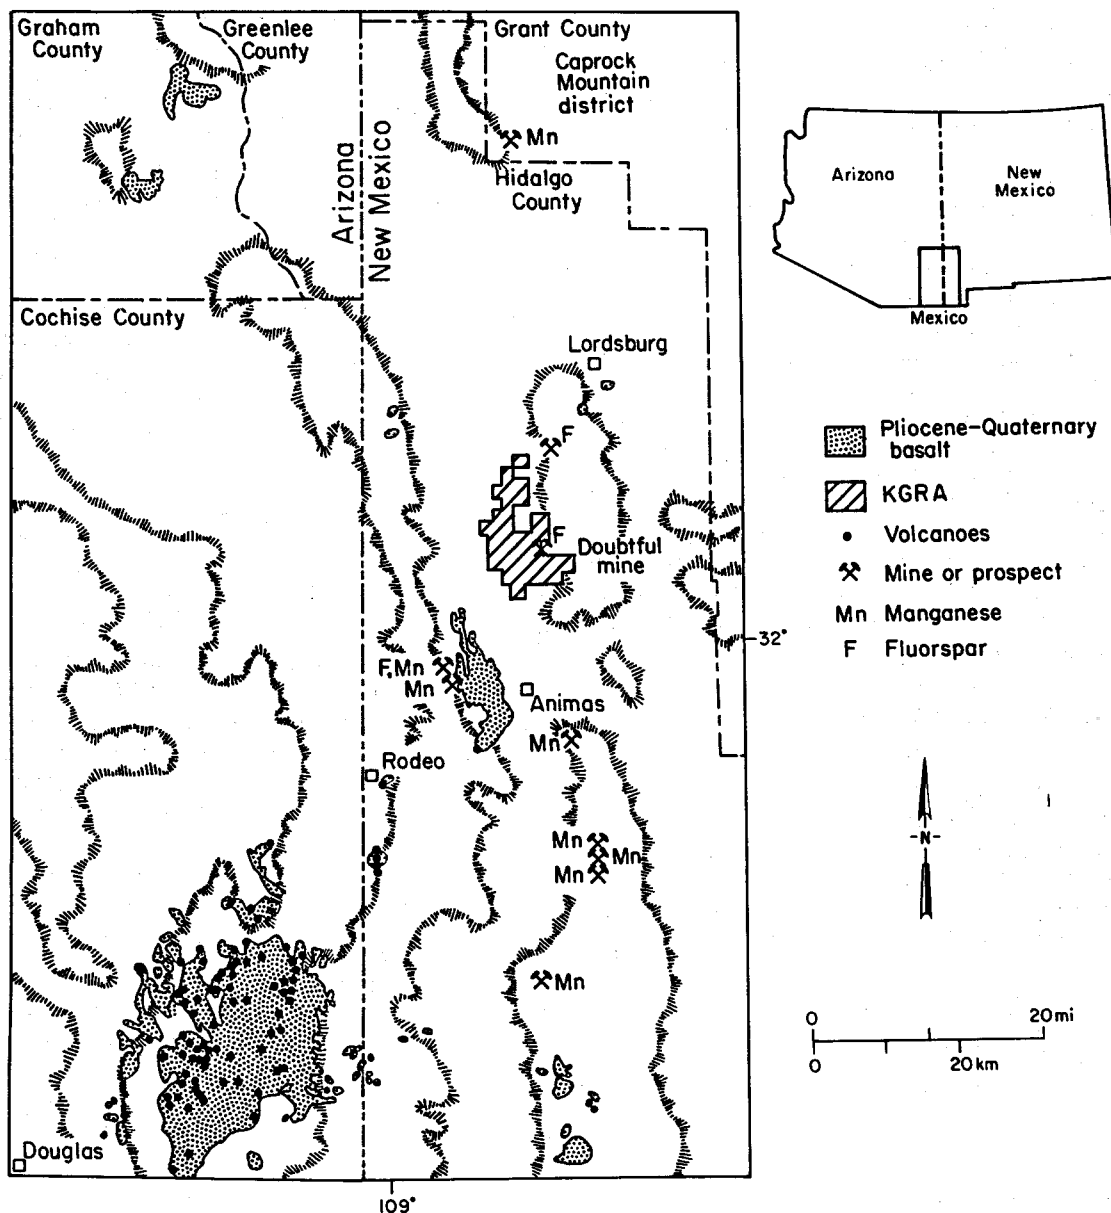 Graham
County
Greenlee
County
Grant County
Caprock
Mountain
district
Mn
Hidalgo
County
Arizona
New Mexico
Cochise County
Lordsburg
F
F
Doubtful
mine
F,Mn
Mn
Animas
Mn
Rodeo
Mn
Mn
Mn
Mn
Douglas
109°
32°
Arizona
New
Mexico
Mexico
Pliocene-Quaternary
basalt
KGRA
Volcanoes
Mine or prospect
Mn Manganese
F Fluorspar
-N-
0 20 mi
0 20 km